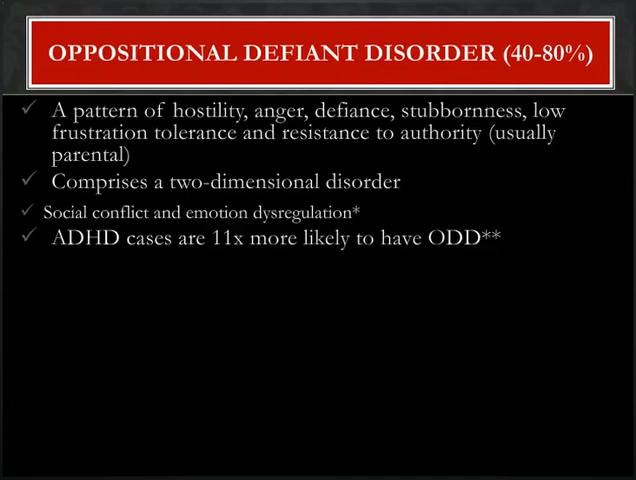 OPPOSITIONAL DEFIANT DISORDER (40-80%)
✓ A pattern of hostility, anger, defiance, stubbornness, low
frustration tolerance and resistance to authority (usually
parental)
✓ Comprises a two-dimensional disorder
✓ Social conflict and emotion dysregulation*
✓ ADHD cases are 11x more likely to have ODD**